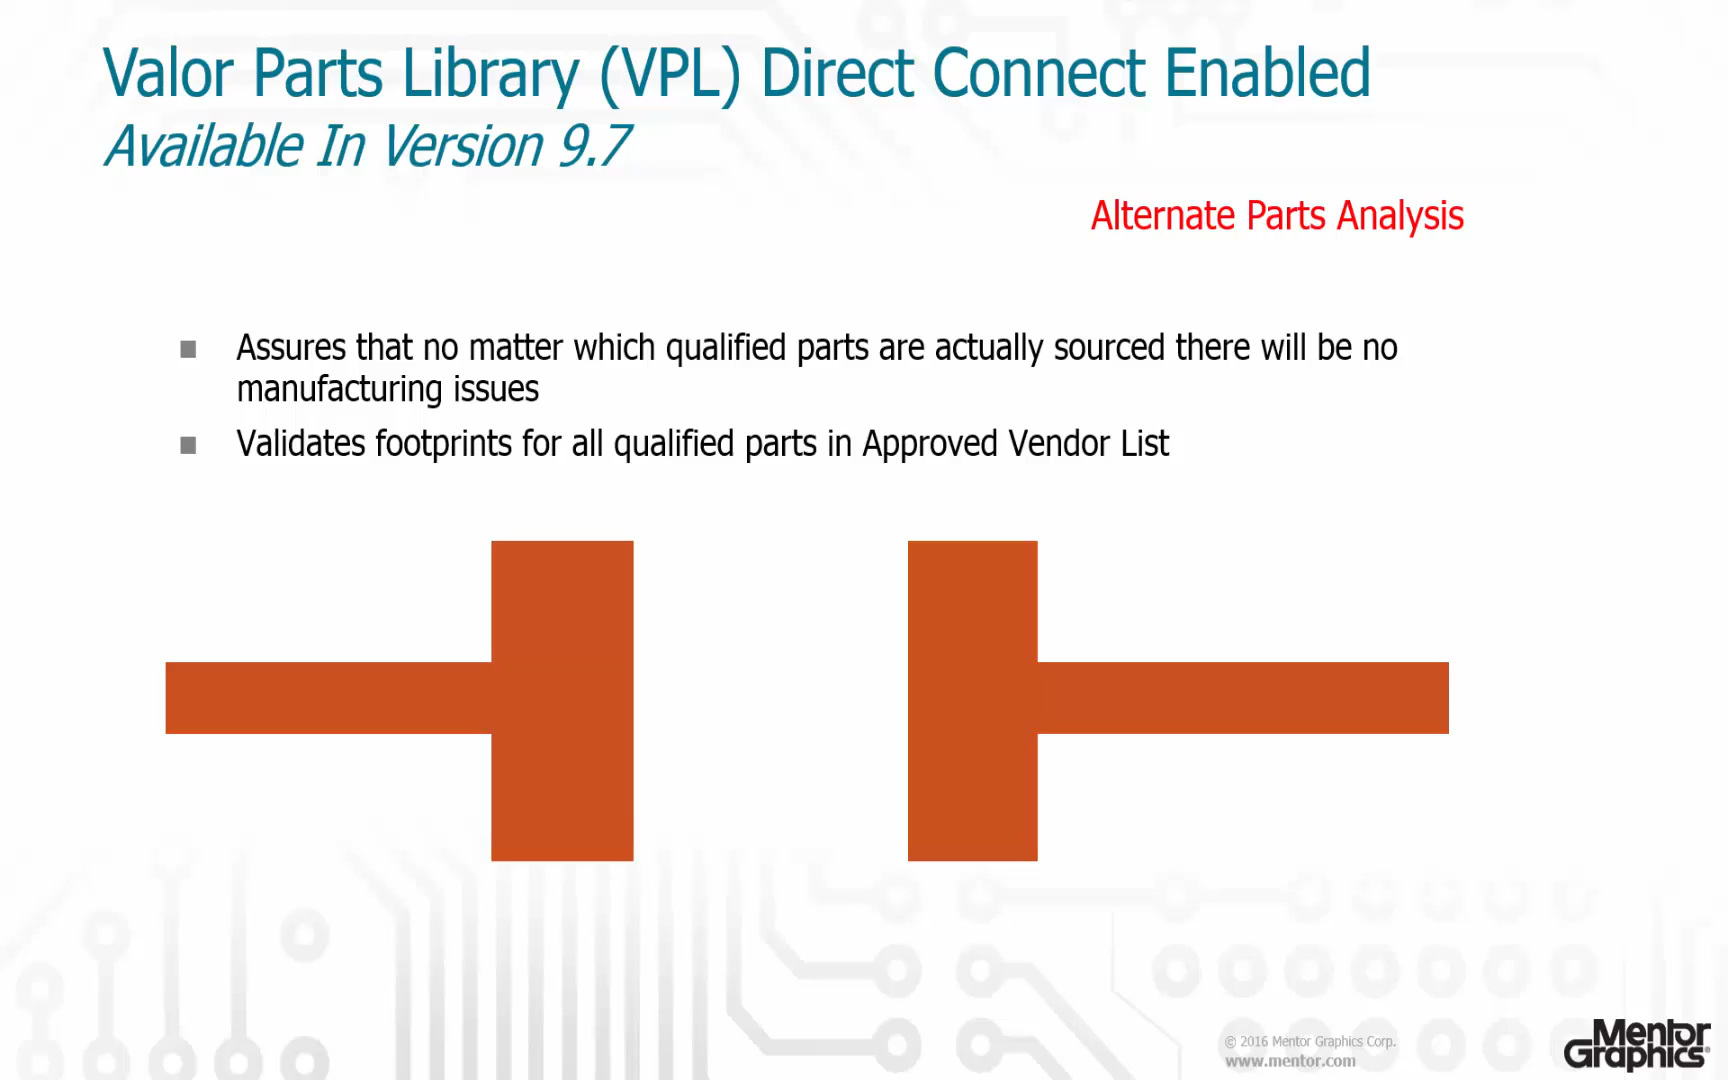 Valor Parts Library (VPL) Direct Connect Enabled
Available In Version 9.7
Alternate Parts Analysis
Assures that no matter which qualified parts are actually sourced there will be no
manufacturing issues
Validates footprints for all qualified parts in Approved Vendor List
© 2016 Mentor Graphics Corp.
www.mentor.com
Mentor
Graphics®